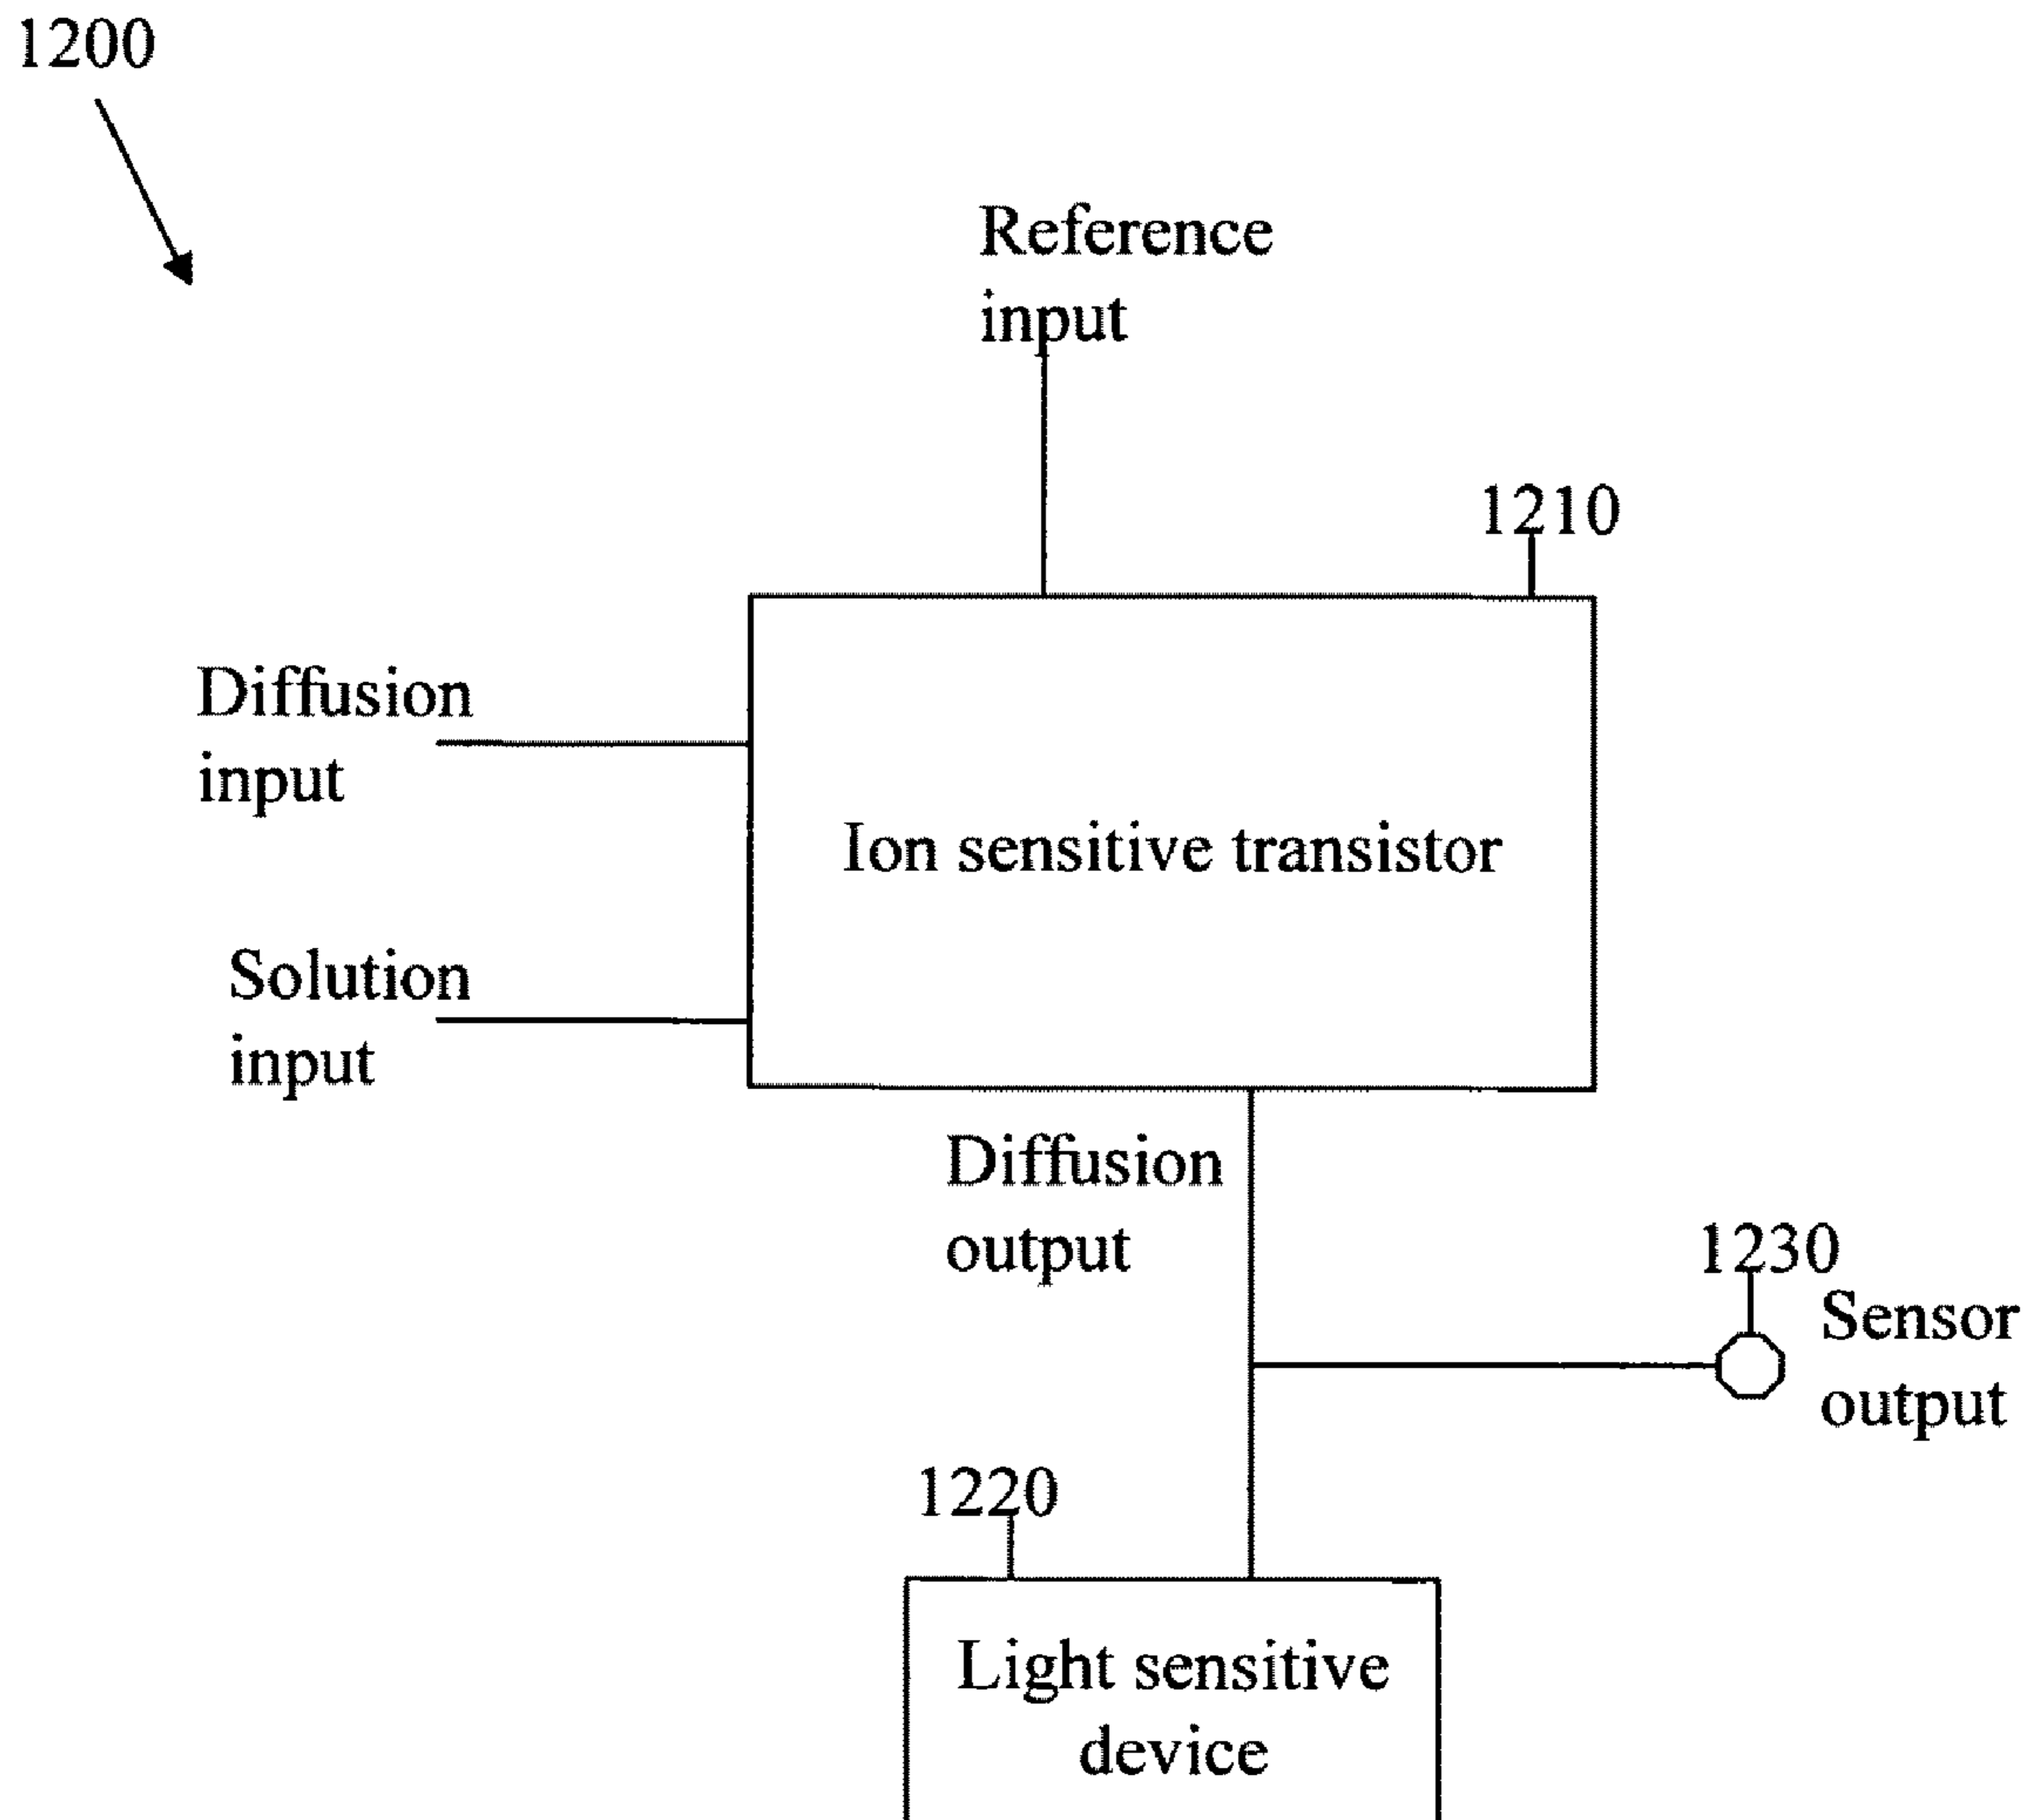 1200
Reference
input
1210
Diffusion
input
Ion sensitive transistor
Solution
input
Diffusion
output
1230
Sensor
output
1220
Light sensitive
device